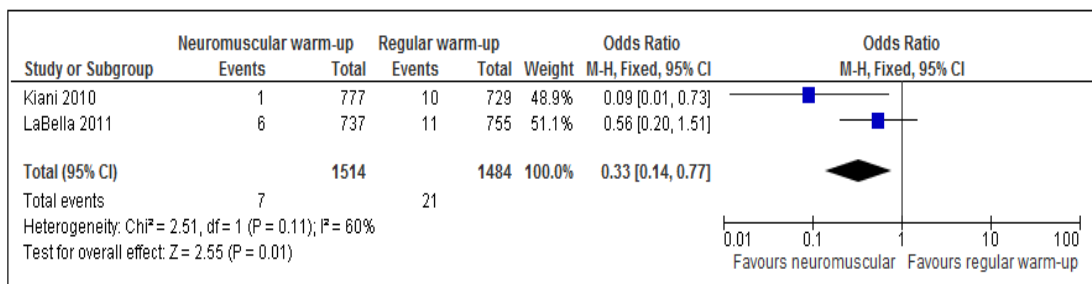 Neuromuscular warm-up Regular warm-up Odds Ratio Odds Ratio
Study or Subgroup Events Total Events Total Weight M-H, Fixed, 95% CI M-H, Fixed, 95% CI
Kiani 2010 1 777 10 729 48.9% 0.09 [0.01, 0.73]
LaBella 2011 6 737 11 755 51.1% 0.56 [0.20, 1.51]
Total (95% CI) 1514 1484 100.0% 0.33 [0.14, 0.77]
Total events 7 21
Heterogeneity: Chi² = 2.51, df = 1 (P = 0.11); I² = 60%
Test for overall effect: Z = 2.55 (P = 0.01)
0.01 0.1 1 10 100
Favours neuromuscular Favours regular warm-up